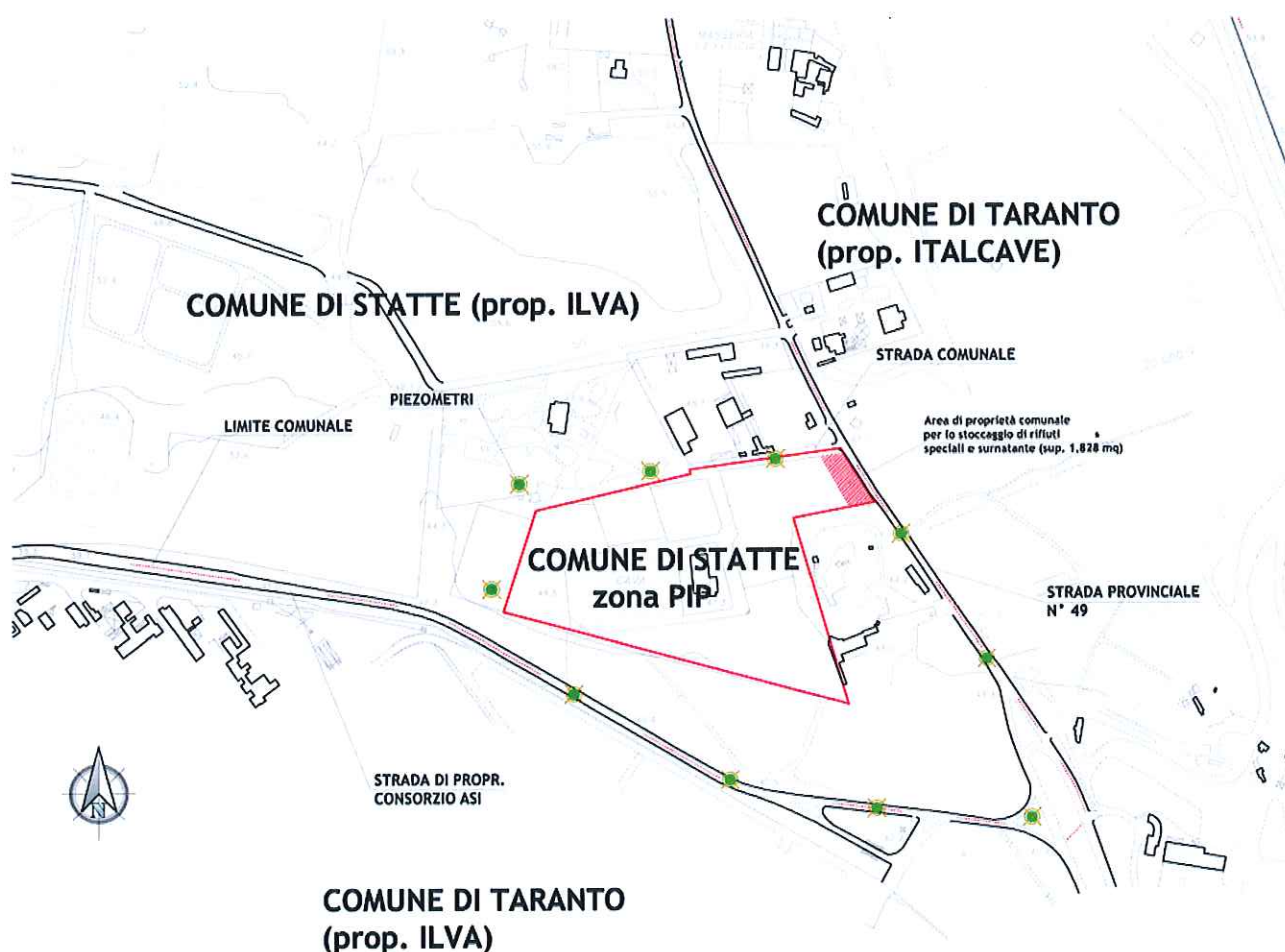 COMUNE DI TARANTO
(prop. ITALCAVE)
COMUNE DI STATTE (prop. ILVA)
STRADA COMUNALE
PIEZOMETRI
LIMITE COMUNALE
Area di proprietà comunale
per lo stoccaggio di rifiuti
speciali e surnatante (sup. 1,828 mq)
COMUNE DI STATTE
zona PIP
CAVA
STRADA PROVINCIALE
N° 49
STRADA DI PROPR.
CONSORZIO ASI
N
COMUNE DI TARANTO
(prop. ILVA)